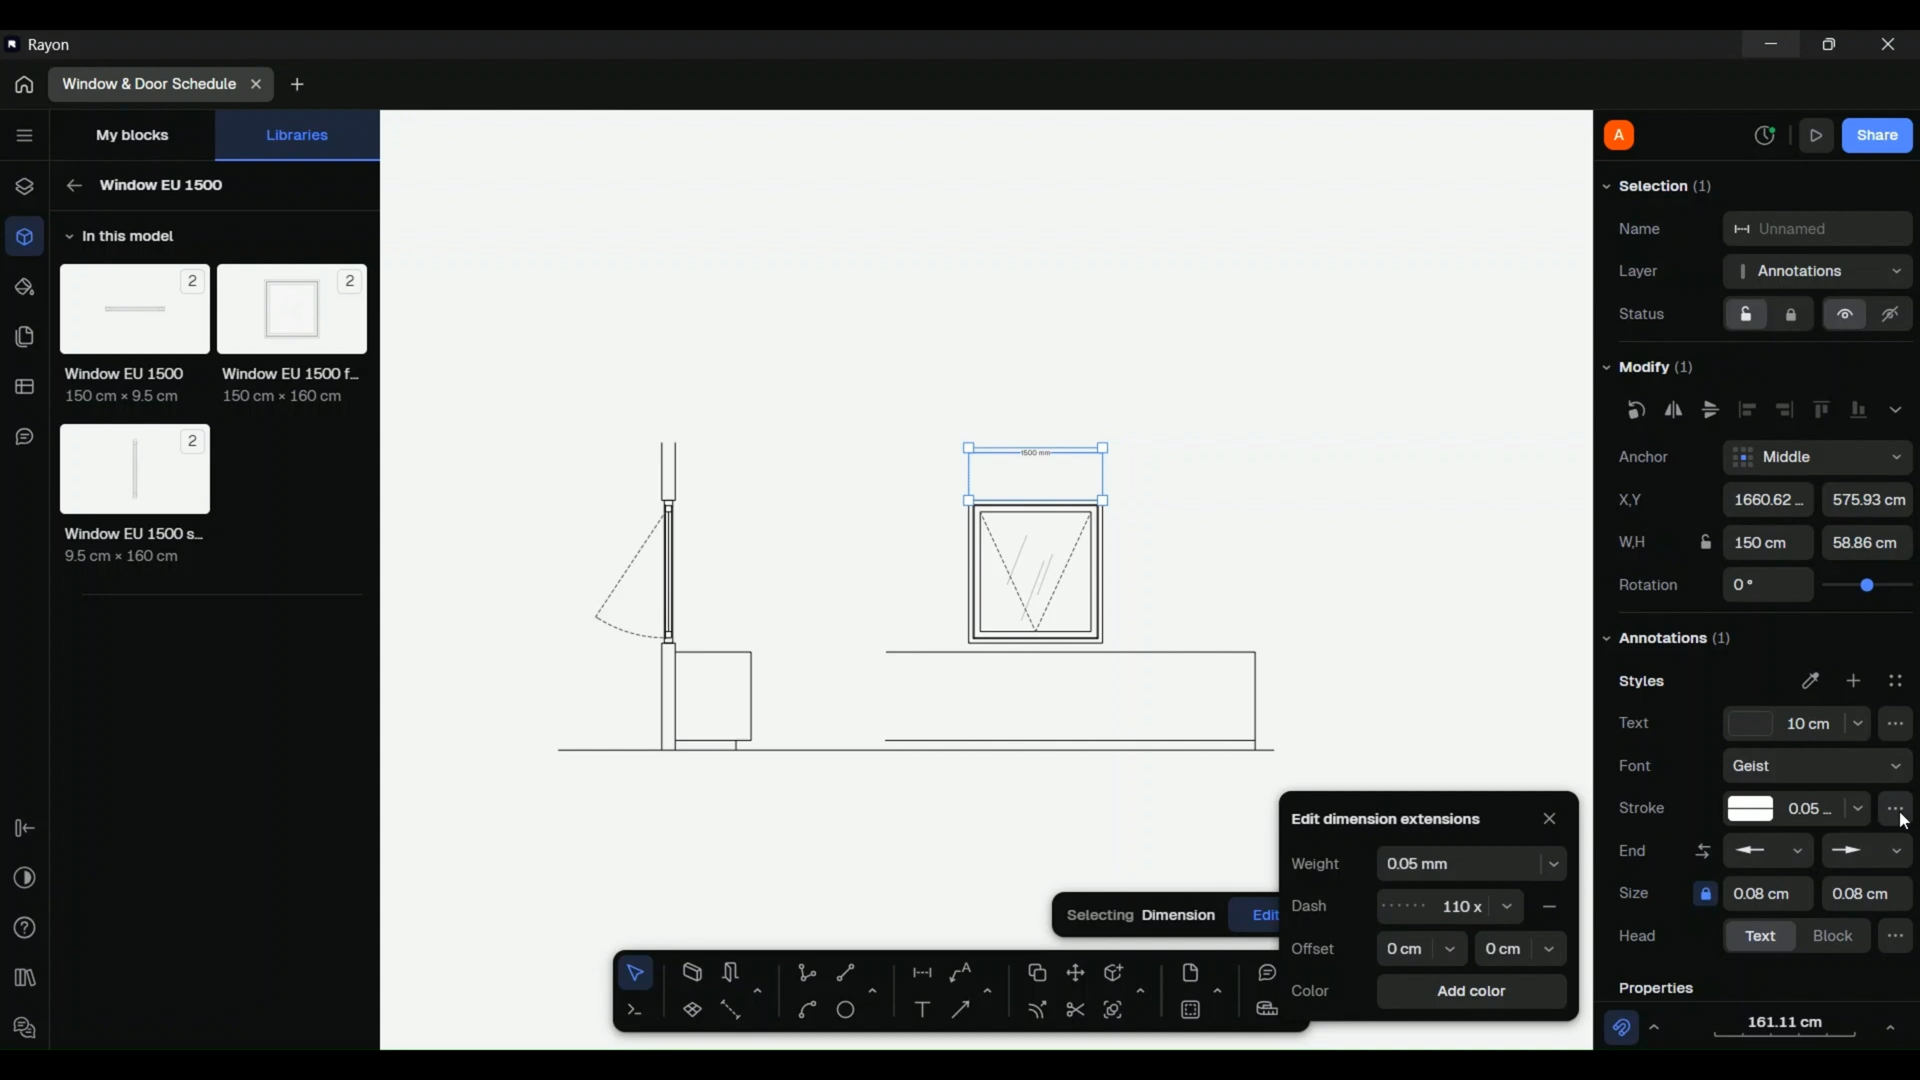 Rayon
Window & Door Schedule
My blocks
Libraries
Window EU 1500
In this model
2
2
Window EU 1500
150 cm × 9.5 cm
Window EU 1500 f...
150 cm × 160 cm
2
Window EU 1500 s...
9.5 cm × 160 cm
1500 mm
Selecting Dimension
Edit
Edit dimension extensions
Weight
0.05 mm
Dash
110 x
Offset
0 cm
0 cm
Color
Add color
A
Share
Selection (1)
Name
Unnamed
Layer
Annotations
Status
Modify (1)
Anchor
Middle
X,Y
1660.62 ...
575.93 cm
W,H
150 cm
58.86 cm
Rotation
0 °
Annotations (1)
Styles
Text
10 cm
Font
Geist
Stroke
0.05 ...
End
Size
0.08 cm
0.08 cm
Head
Text
Block
Properties
161.11 cm